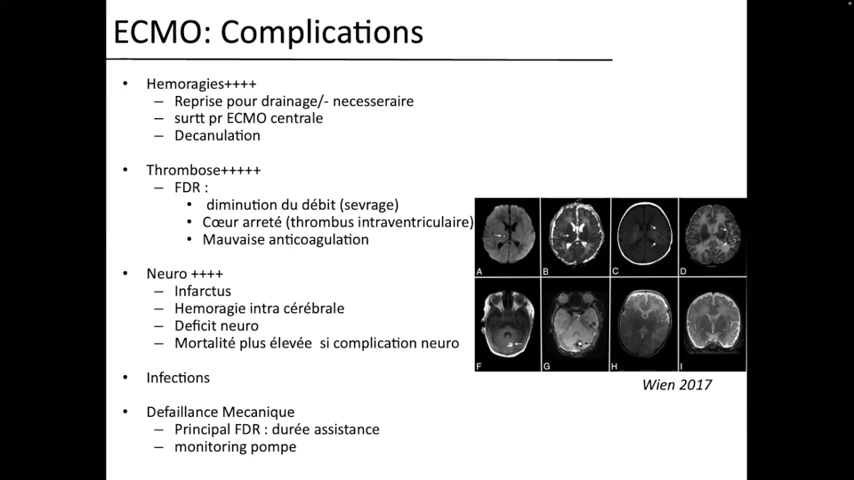 ECMO: Complications
• Hemoragies++++
– Reprise pour drainage/- necesseraire
– surtt pr ECMO centrale
– Decanulation
• Thrombose+++++
– FDR :
• diminution du débit (sevrage)
• Cœur arreté (thrombus intraventriculaire)
• Mauvaise anticoagulation
• Neuro ++++
– Infarctus
– Hemoragie intra cérébrale
– Deficit neuro
– Mortalité plus élevée si complication neuro
• Infections
• Defaillance Mecanique
– Principal FDR : durée assistance
– monitoring pompe
A B C D
F G H I
Wien 2017